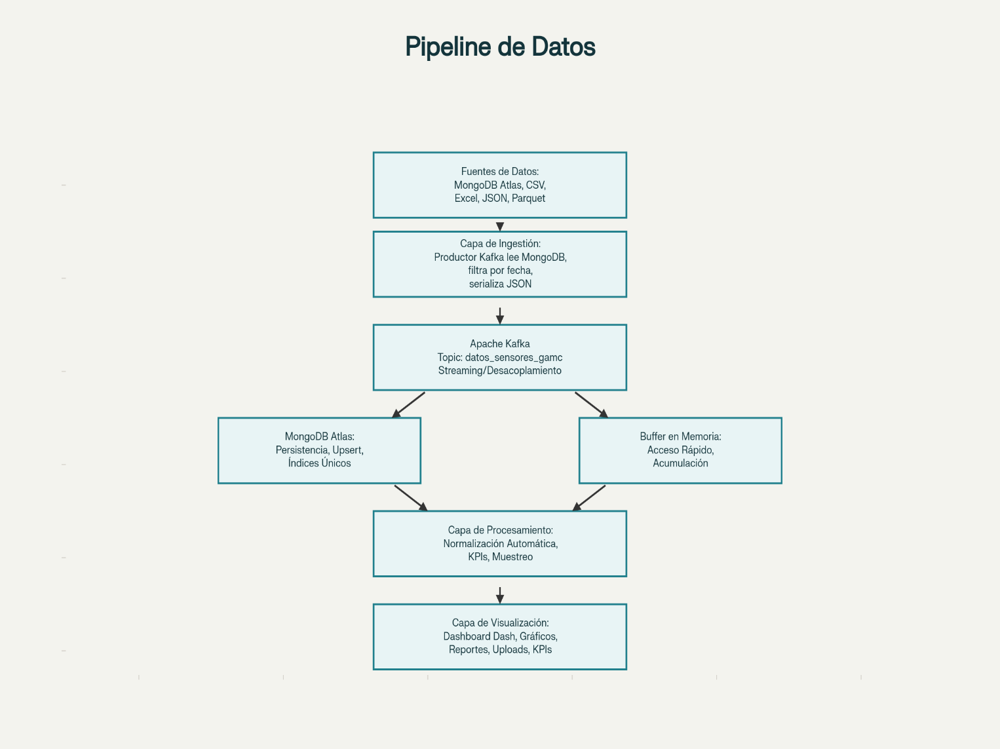 Pipeline de Datos
Fuentes de Datos:
MongoDB Atlas, CSV,
Excel, JSON, Parquet
Capa de Ingestión:
Productor Kafka lee MongoDB,
filtra por fecha,
serializa JSON
Apache Kafka
Topic: datos_sensores_gamc
Streaming/Desacoplamiento
MongoDB Atlas:
Persistencia, Upsert,
Índices Únicos
Buffer en Memoria:
Acceso Rápido,
Acumulación
Capa de Procesamiento:
Normalización Automática,
KPIs, Muestreo
Capa de Visualización:
Dashboard Dash, Gráficos,
Reportes, Uploads, KPIs